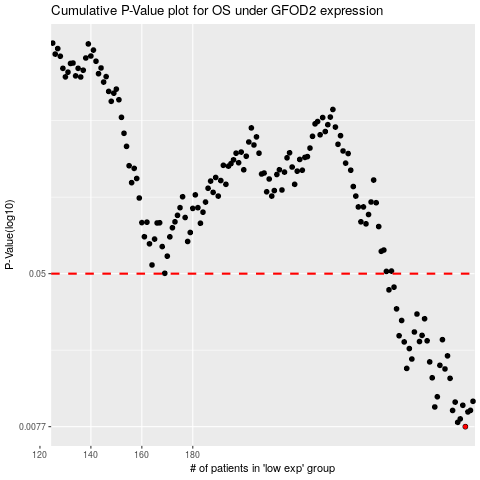 Cumulative P-Value plot for OS under GFOD2 expression
P-Value(log10)
0.05
0.0077
120 140 160 180
# of patients in 'low exp' group